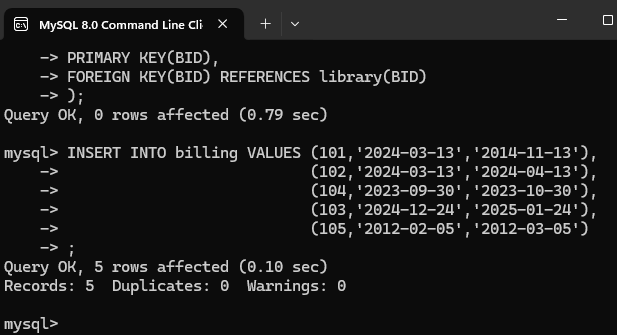 MySQL 8.0 Command Line Cli
-> PRIMARY KEY(BID),
-> FOREIGN KEY(BID) REFERENCES library(BID)
-> );
Query OK, 0 rows affected (0.79 sec)
mysql> INSERT INTO billing VALUES (101,'2024-03-13','2014-11-13'),
-> (102,'2024-03-13','2024-04-13'),
-> (104,'2023-09-30','2023-10-30'),
-> (103,'2024-12-24','2025-01-24'),
-> (105,'2012-02-05','2012-03-05')
-> ;
Query OK, 5 rows affected (0.10 sec)
Records: 5  Duplicates: 0  Warnings: 0
mysql>